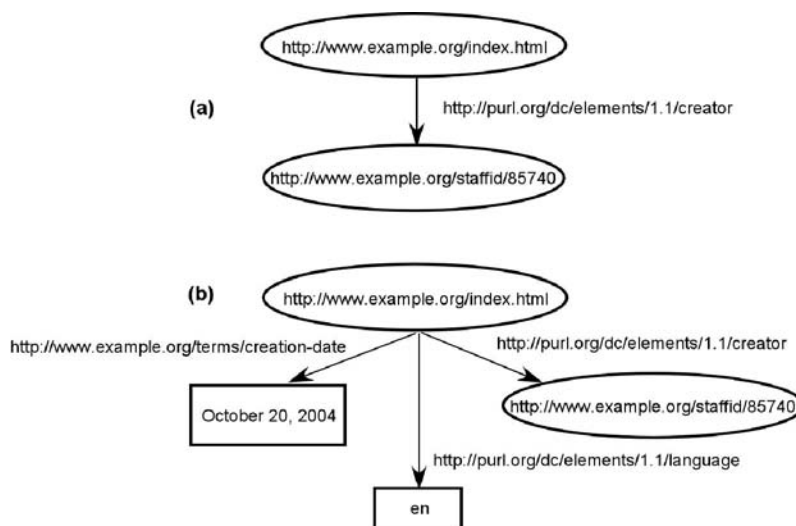 http://www.example.org/index.html
(a)
http://purl.org/dc/elements/1.1/creator
http://www.example.org/staffid/85740
(b)
http://www.example.org/index.html
http://www.example.org/terms/creation-date
http://purl.org/dc/elements/1.1/creator
October 20, 2004
http://www.example.org/staffid/85740
http://purl.org/dc/elements/1.1/language
en